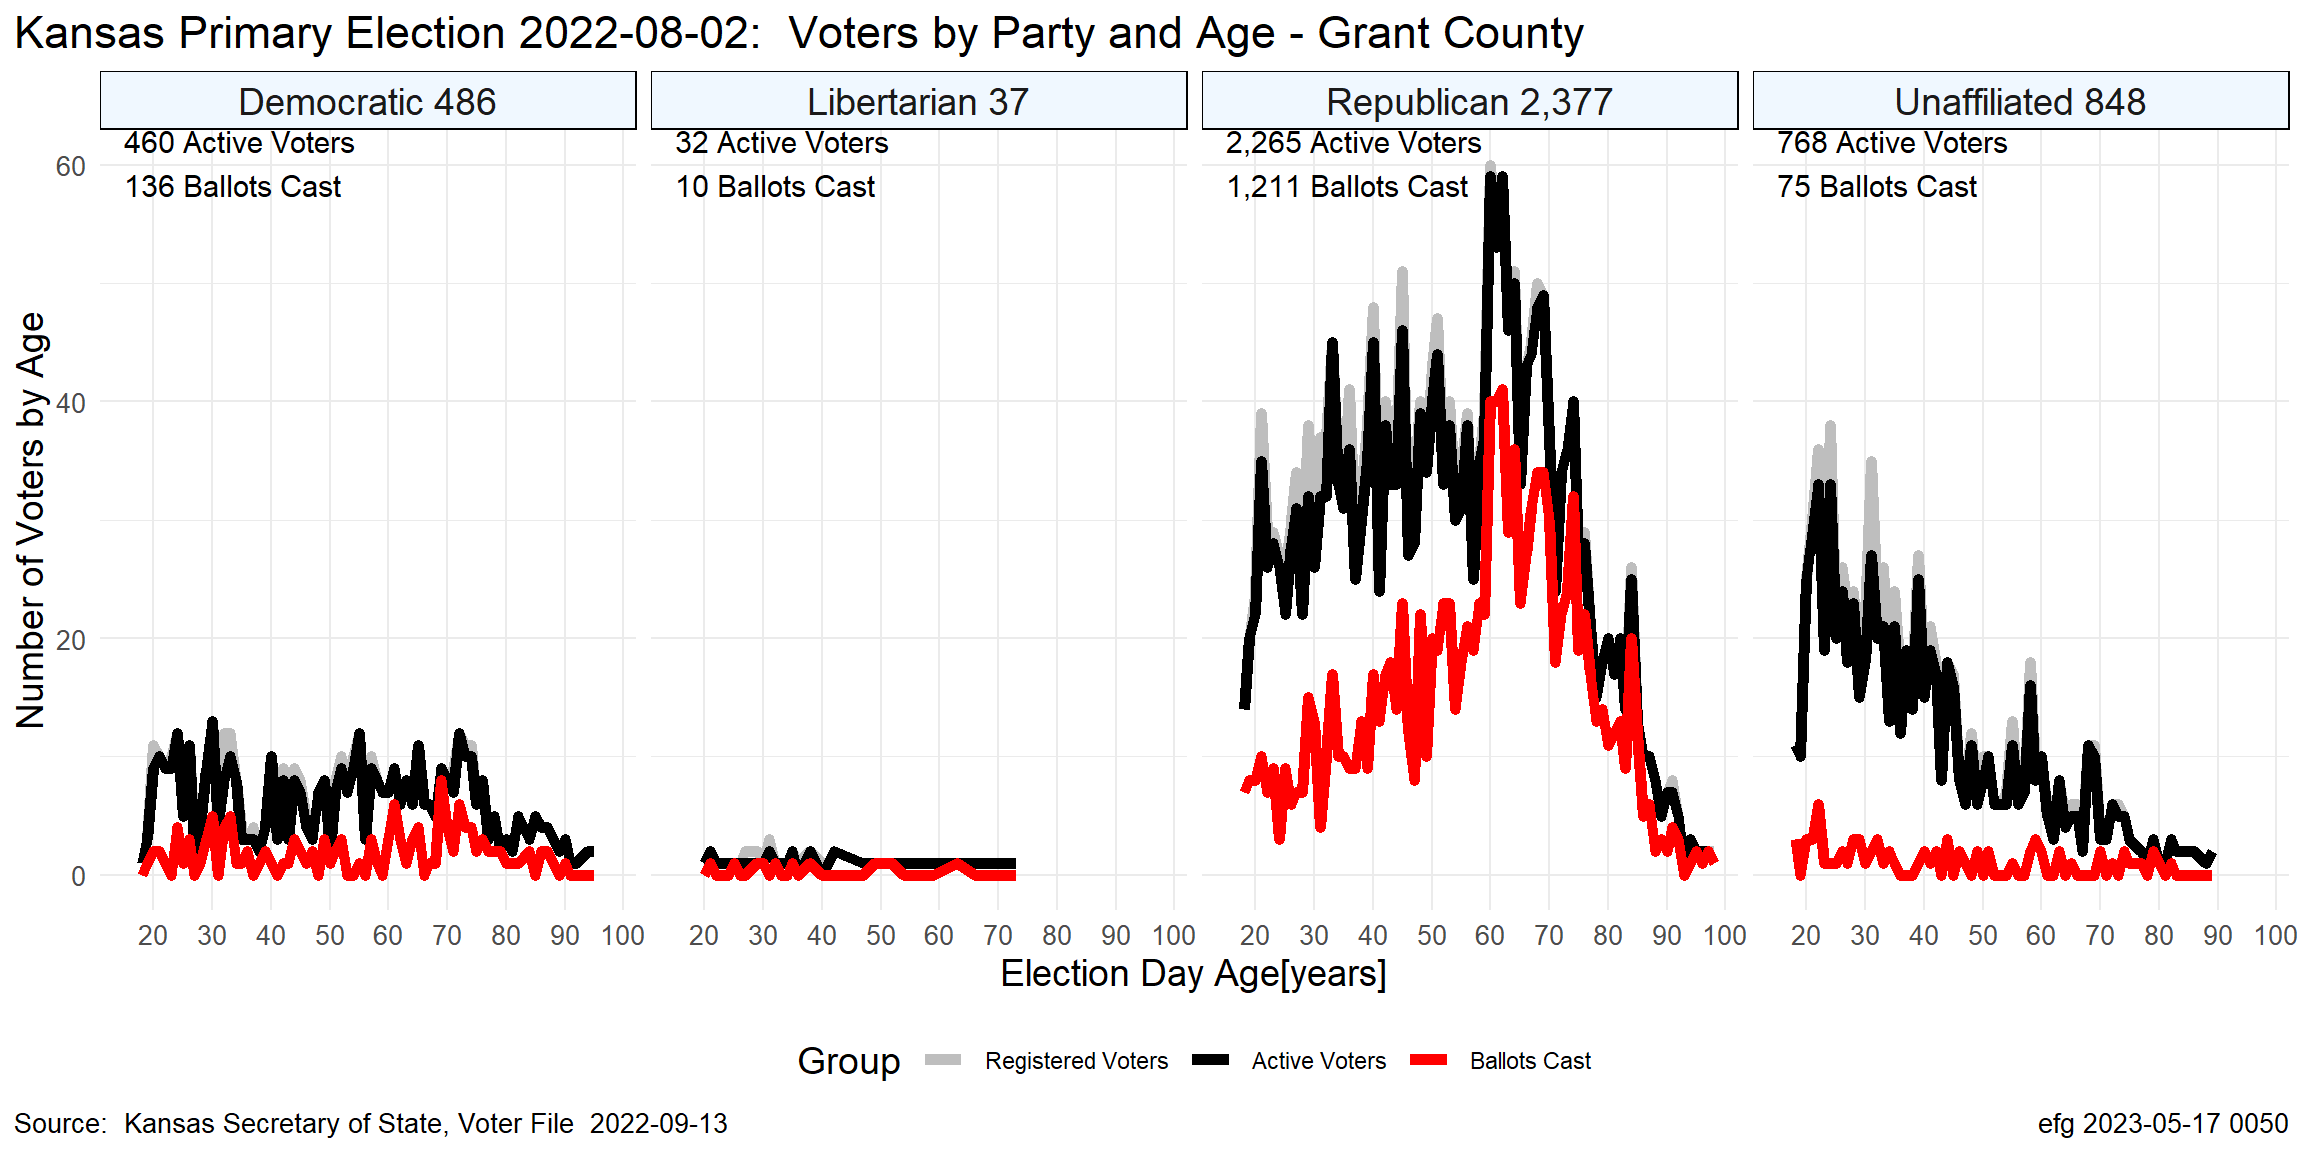 Kansas Primary Election 2022-08-02:  Voters by Party and Age - Grant County
Democratic 486
Libertarian 37
Republican 2,377
Unaffiliated 848
460 Active Voters
136 Ballots Cast
32 Active Voters
10 Ballots Cast
2,265 Active Voters
1,211 Ballots Cast
768 Active Voters
75 Ballots Cast
Number of Voters by Age
60
40
20
0
20 30 40 50 60 70 80 90 100
20 30 40 50 60 70 80 90 100
20 30 40 50 60 70 80 90 100
20 30 40 50 60 70 80 90 100
Election Day Age[years]
Group Registered Voters Active Voters Ballots Cast
Source:  Kansas Secretary of State, Voter File  2022-09-13
efg 2023-05-17 0050